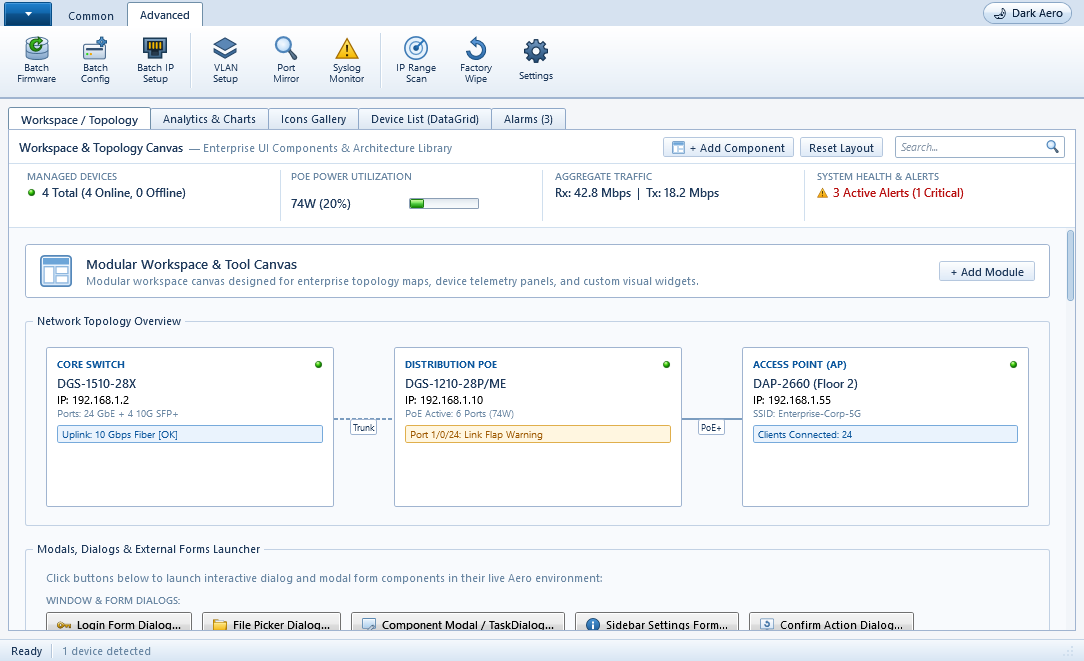 Common
Advanced
Dark Aero
Batch Firmware
Batch Config
Batch IP Setup
VLAN Setup
Port Mirror
Syslog Monitor
IP Range Scan
Factory Wipe
Settings
Workspace / Topology
Analytics & Charts
Icons Gallery
Device List (DataGrid)
Alarms (3)
Workspace & Topology Canvas — Enterprise UI Components & Architecture Library
+ Add Component
Reset Layout
Search...
MANAGED DEVICES
4 Total (4 Online, 0 Offline)
POE POWER UTILIZATION
74W (20%)
AGGREGATE TRAFFIC
Rx: 42.8 Mbps | Tx: 18.2 Mbps
SYSTEM HEALTH & ALERTS
3 Active Alerts (1 Critical)
Modular Workspace & Tool Canvas
Modular workspace canvas designed for enterprise topology maps, device telemetry panels, and custom visual widgets.
+ Add Module
Network Topology Overview
CORE SWITCH
DGS-1510-28X
IP: 192.168.1.2
Ports: 24 GbE + 4 10G SFP+
Uplink: 10 Gbps Fiber [OK]
Trunk
DISTRIBUTION POE
DGS-1210-28P/ME
IP: 192.168.1.10
PoE Active: 6 Ports (74W)
Port 1/0/24: Link Flap Warning
PoE+
ACCESS POINT (AP)
DAP-2660 (Floor 2)
IP: 192.168.1.55
SSID: Enterprise-Corp-5G
Clients Connected: 24
Modals, Dialogs & External Forms Launcher
Click buttons below to launch interactive dialog and modal form components in their live Aero environment:
WINDOW & FORM DIALOGS:
Login Form Dialog...
File Picker Dialog...
Component Modal / TaskDialog...
Sidebar Settings Form...
Confirm Action Dialog...
Ready
1 device detected